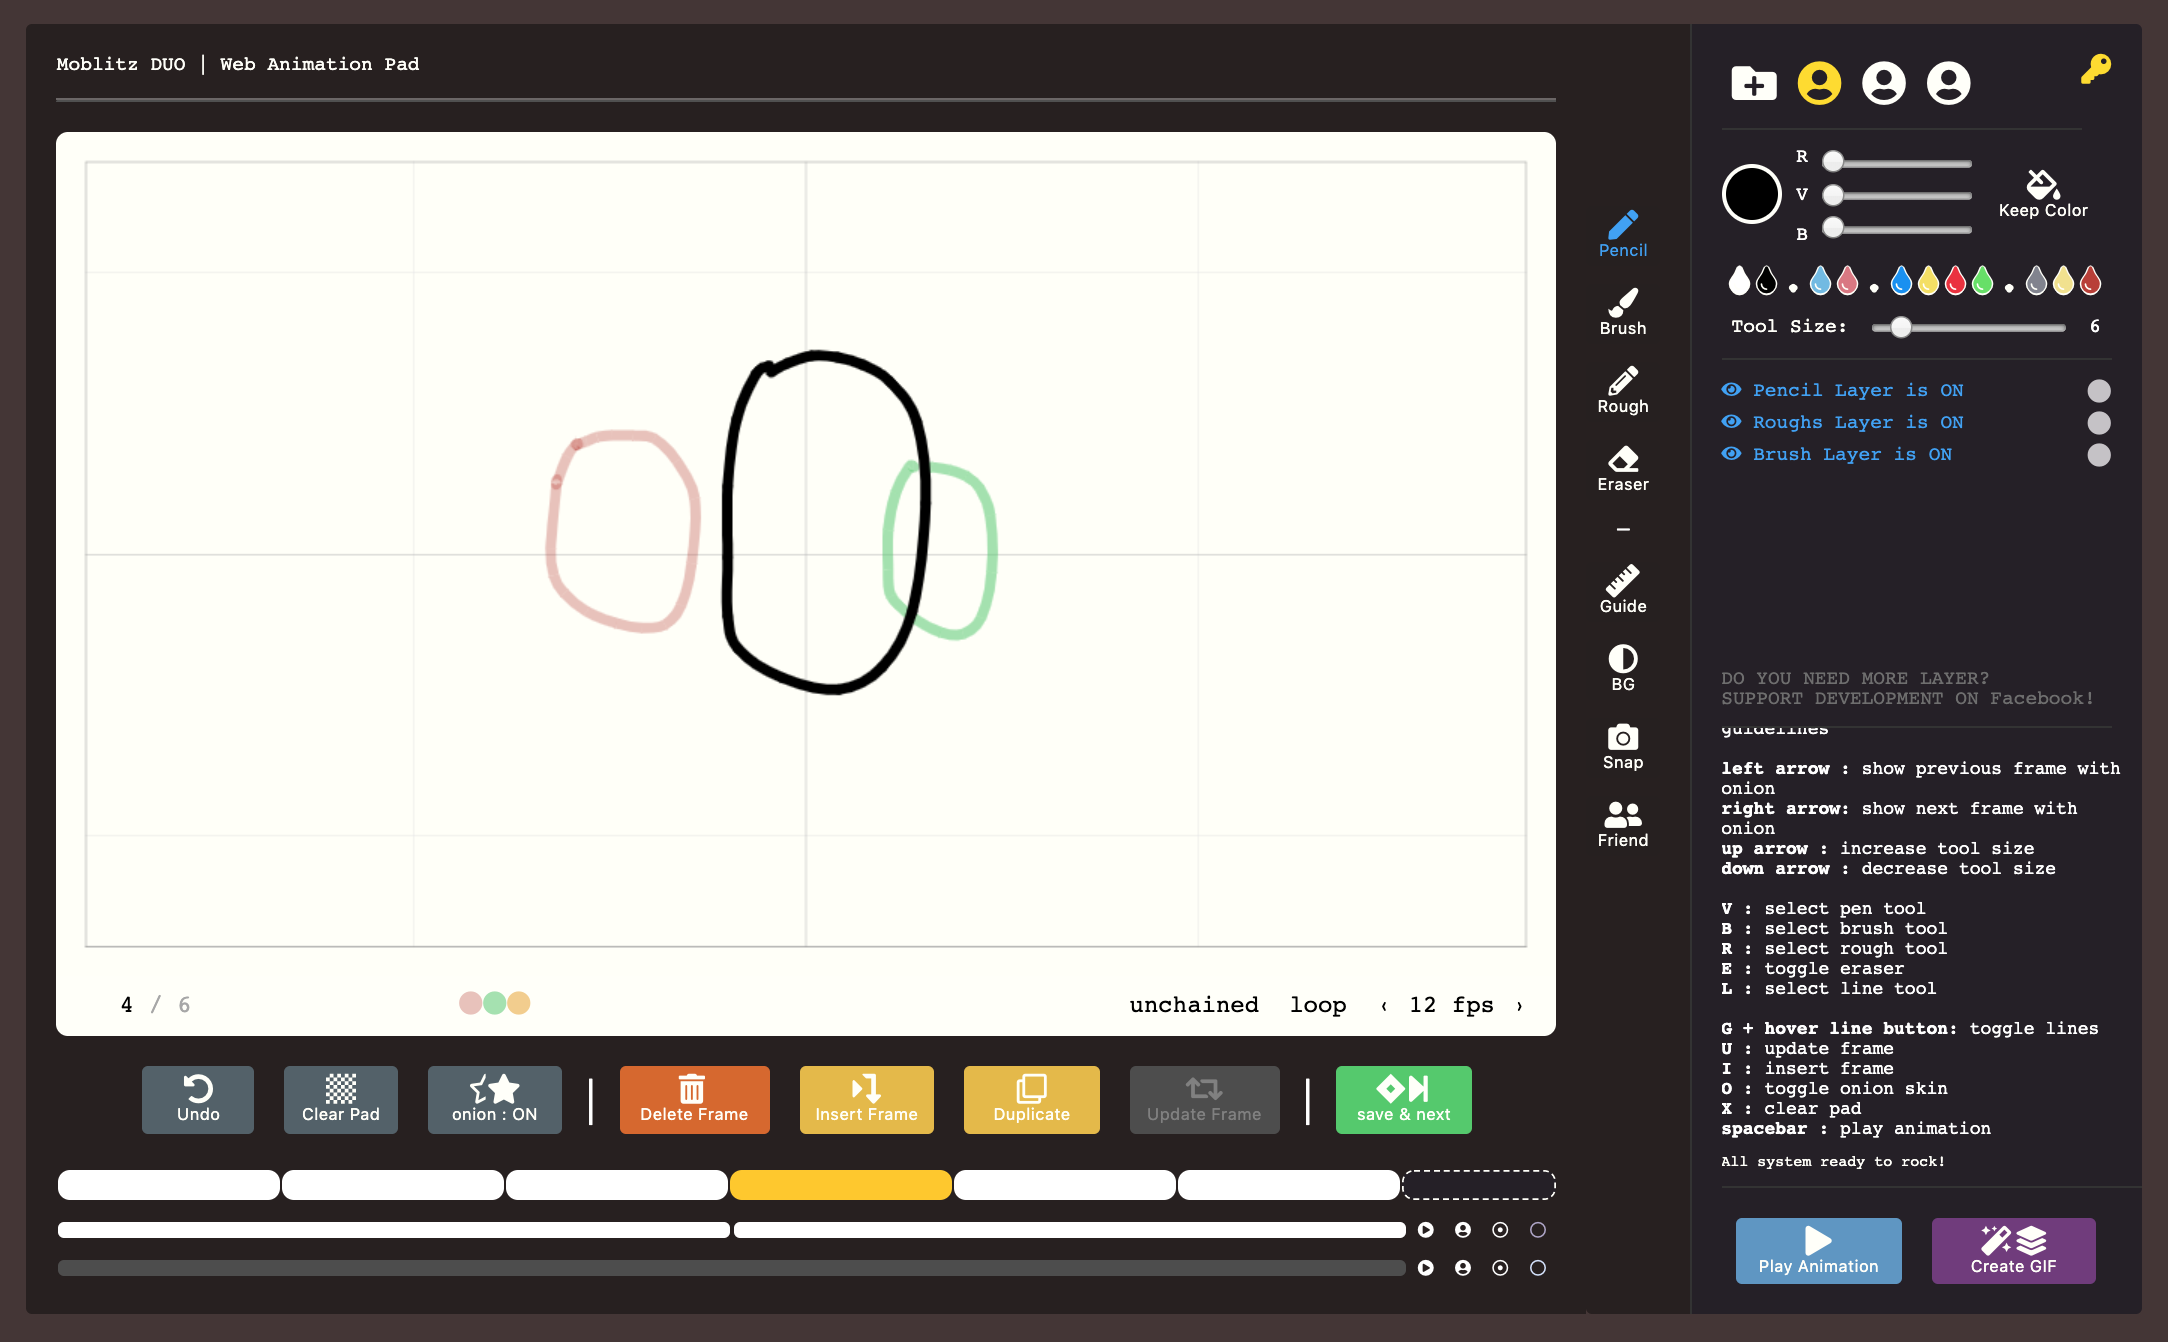 Moblitz DUO | Web Animation Pad
R
V
B
Keep Color
Tool Size: 6
Pencil Layer is ON
Roughs Layer is ON
Brush Layer is ON
DO YOU NEED MORE LAYER?
SUPPORT DEVELOPMENT ON Facebook!
guidelines
left arrow : show previous frame with
onion
right arrow: show next frame with
onion
up arrow : increase tool size
down arrow : decrease tool size
V : select pen tool
B : select brush tool
R : select rough tool
E : toggle eraser
L : select line tool
G + hover line button: toggle lines
U : update frame
I : insert frame
O : toggle onion skin
X : clear pad
spacebar : play animation
All system ready to rock!
Play Animation
Create GIF
Pencil
Brush
Rough
Eraser
Guide
BG
Snap
Friend
4 / 6
unchained loop ‹ 12 fps ›
Undo
Clear Pad
onion : ON
Delete Frame
Insert Frame
Duplicate
Update Frame
save & next